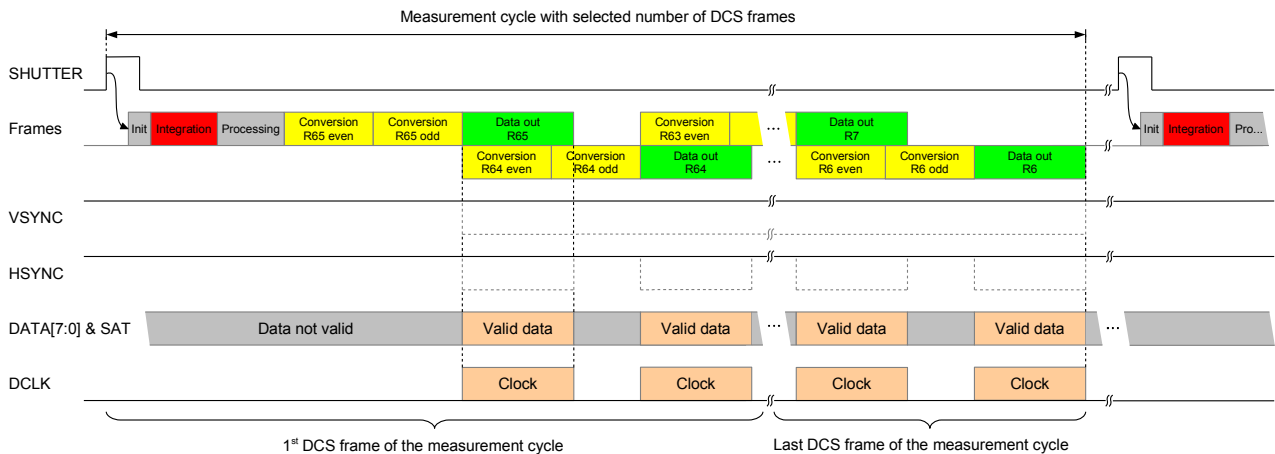 Measurement cycle with selected number of DCS frames
SHUTTER
Frames
Init
Integration
Processing
Conversion
R65 even
Conversion
R65 odd
Data out
R65
Conversion
R63 even
...
Data out
R7
Init
Integration
Pro...
Conversion
R64 even
Conversion
R64 odd
Data out
R64
...
Conversion
R6 even
Conversion
R6 odd
Data out
R6
VSYNC
HSYNC
DATA[7:0] & SAT
Data not valid
Valid data
Valid data
...
Valid data
Valid data
...
DCLK
Clock
Clock
Clock
Clock
1st DCS frame of the measurement cycle
Last DCS frame of the measurement cycle